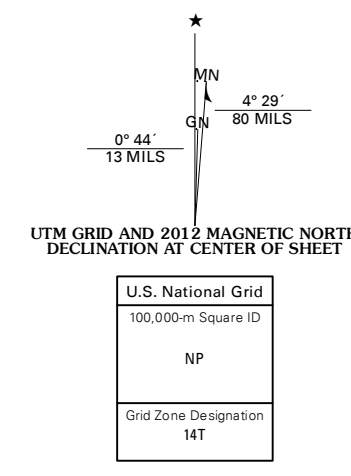 MN
4° 29´
80 MILS
GN
0° 44´
13 MILS
UTM GRID AND 2012 MAGNETIC NORTH
DECLINATION AT CENTER OF SHEET
U.S. National Grid
100,000-m Square ID
NP
Grid Zone Designation
14T